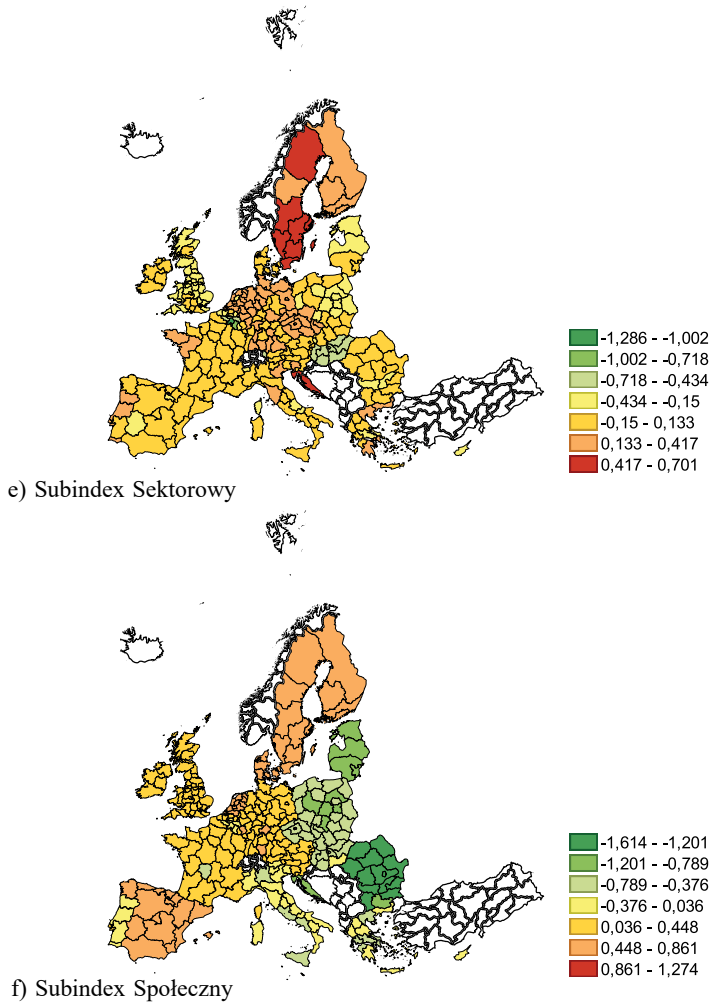 -1,286 - -1,002
-1,002 - -0,718
-0,718 - -0,434
-0,434 - -0,15
-0,15 - 0,133
0,133 - 0,417
0,417 - 0,701
e) Subindex Sektorowy
-1,614 - -1,201
-1,201 - -0,789
-0,789 - -0,376
-0,376 - 0,036
0,036 - 0,448
0,448 - 0,861
0,861 - 1,274
f) Subindex Społeczny